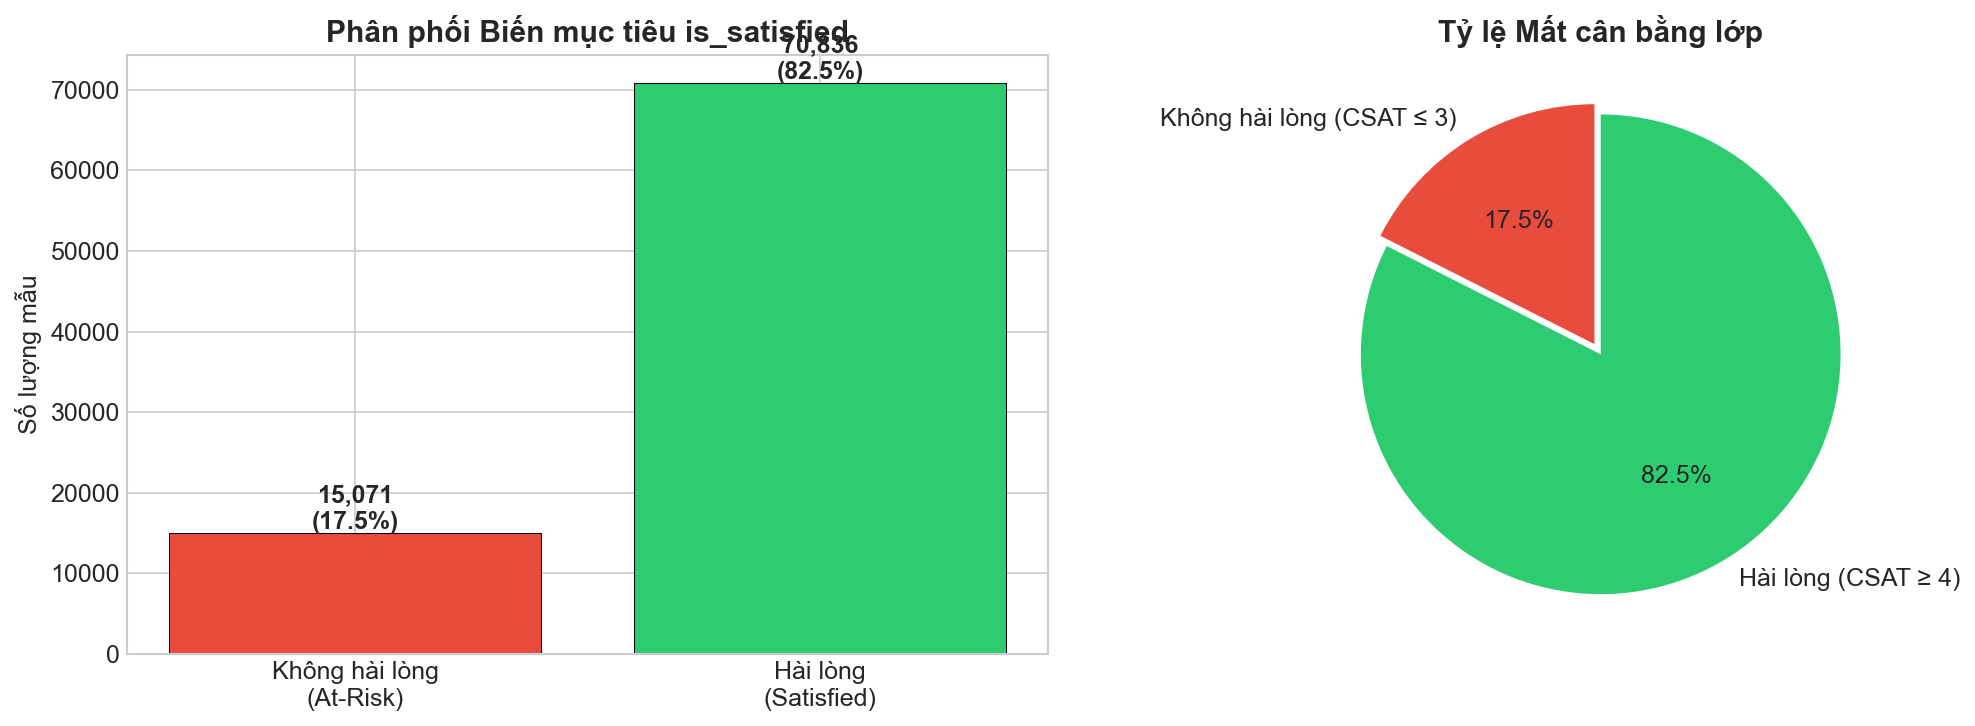 Phân phối Biến mục tiêu is_satisfied
70,836
(82.5%)
70000
60000
50000
40000
30000
20000
10000
0
Số lượng mẫu
15,071
(17.5%)
Không hài lòng
(At-Risk)
Hài lòng
(Satisfied)
Tỷ lệ Mất cân bằng lớp
Không hài lòng (CSAT ≤ 3)
17.5%
82.5%
Hài lòng (CSAT ≥ 4)